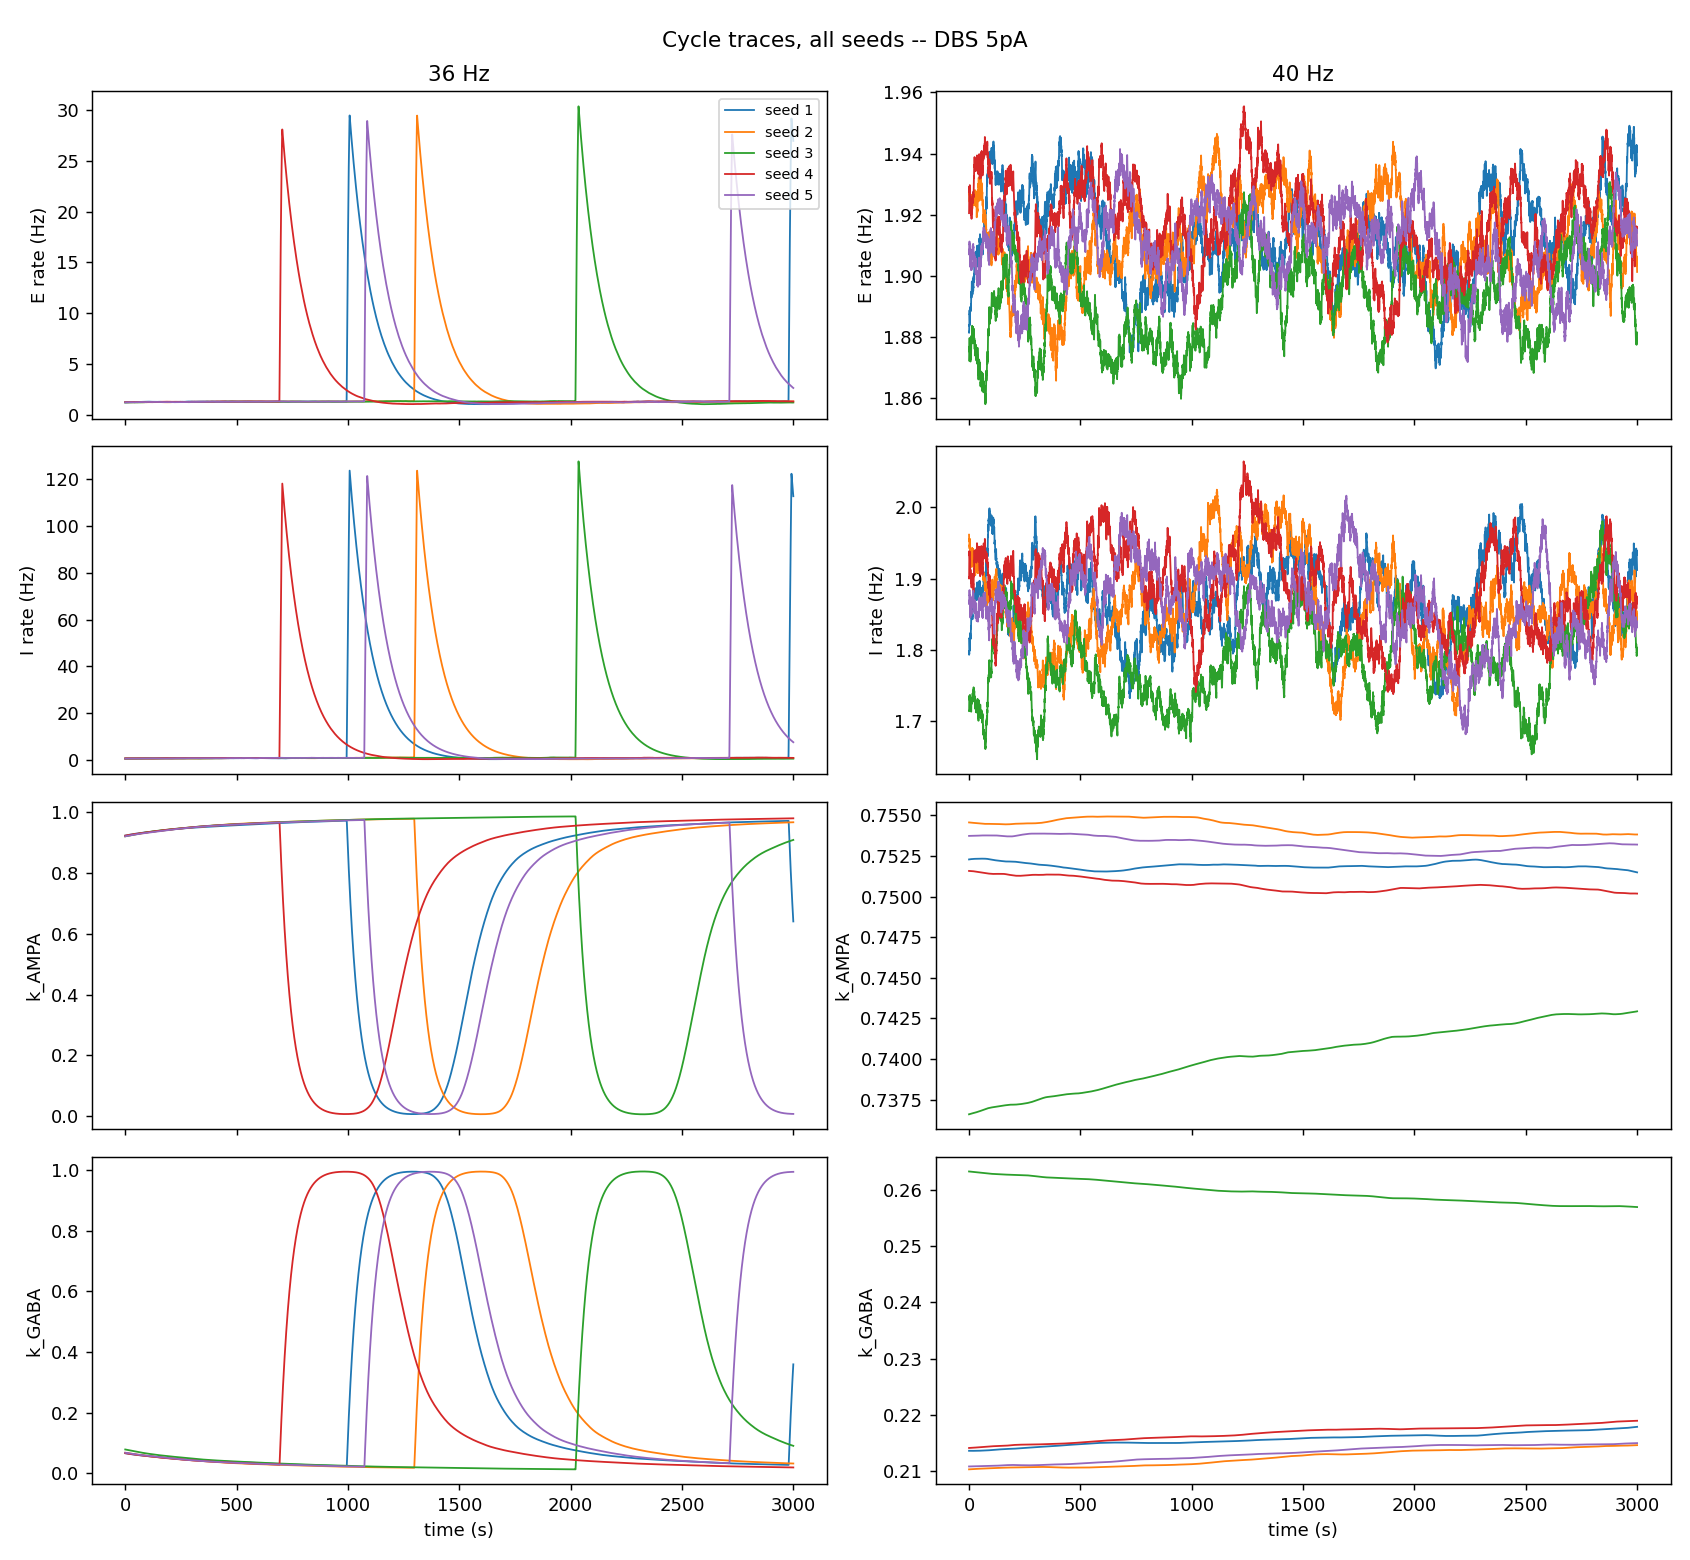 Cycle traces, all seeds -- DBS 5pA
36 Hz
40 Hz
E rate (Hz)
30
25
20
15
10
5
0
seed 1
seed 2
seed 3
seed 4
seed 5
E rate (Hz)
1.96
1.94
1.92
1.90
1.88
1.86
I rate (Hz)
120
100
80
60
40
20
0
I rate (Hz)
2.0
1.9
1.8
1.7
k_AMPA
1.0
0.8
0.6
0.4
0.2
0.0
k_AMPA
0.7550
0.7525
0.7500
0.7475
0.7450
0.7425
0.7400
0.7375
k_GABA
1.0
0.8
0.6
0.4
0.2
0.0
0 500 1000 1500 2000 2500 3000
time (s)
k_GABA
0.26
0.25
0.24
0.23
0.22
0.21
0 500 1000 1500 2000 2500 3000
time (s)